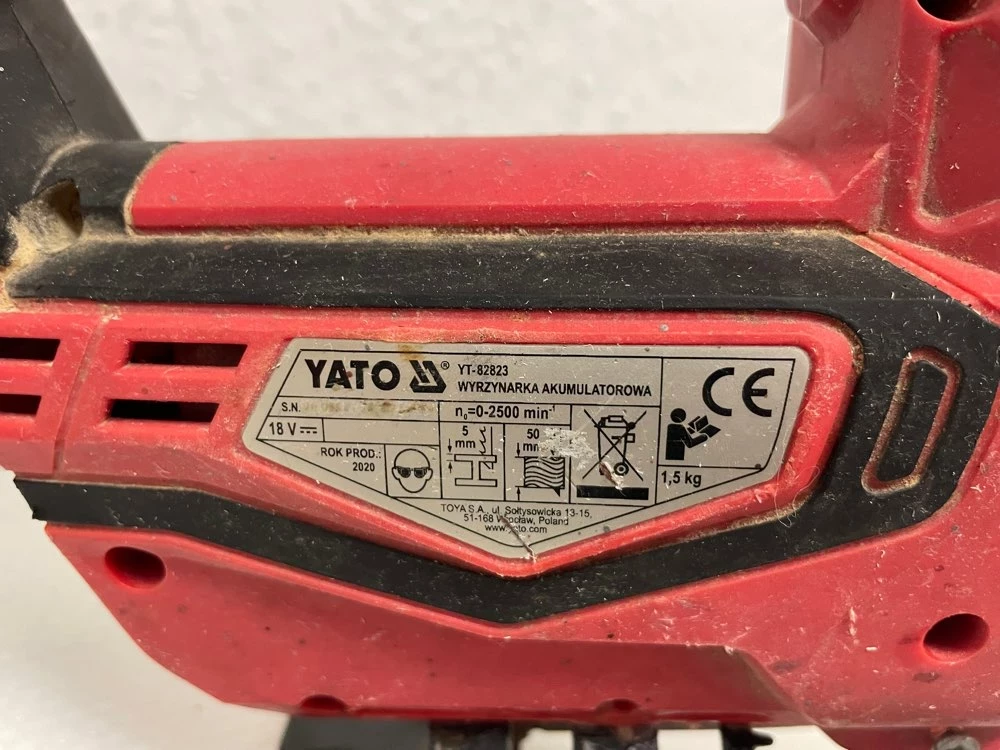 YATO ®
YT-82823
WYRZYNARKA AKUMULATOROWA
S.N.
n₀=0-2500 min⁻¹
18 V
ROK PROD.:
2020
5
mm
50
mm
1,5 kg
CE
TOYA S.A., ul. Sołtysowicka 13-15,
51-168 Wrocław, Poland
www.yato.com